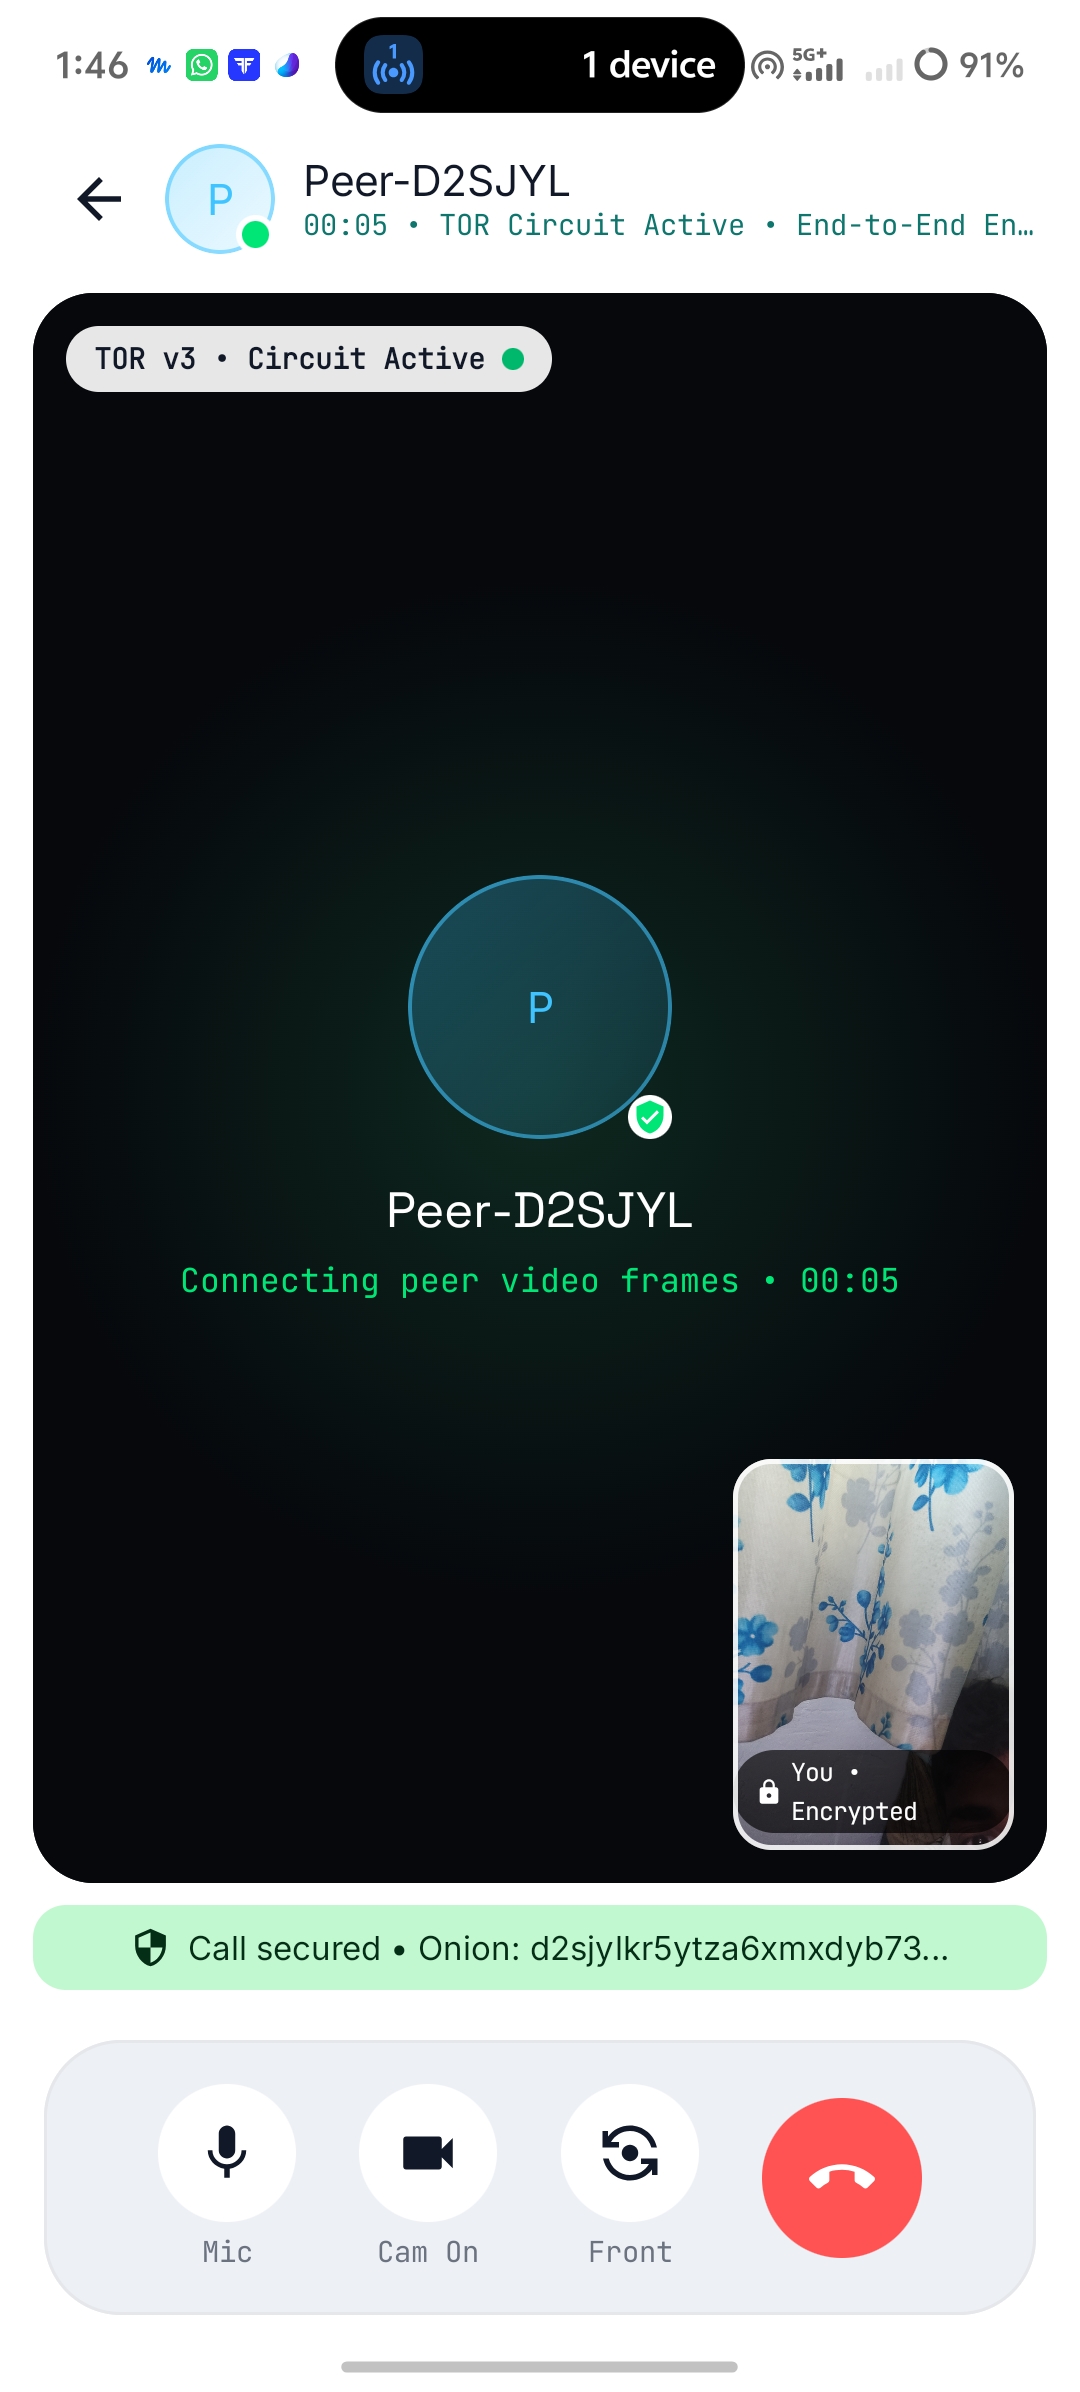 1:46
1
1 device
5G+
91%
P
Peer-D2SJYL
00:05 • TOR Circuit Active • End-to-End En…
TOR v3 • Circuit Active
P
Peer-D2SJYL
Connecting peer video frames • 00:05
You •
Encrypted
Call secured • Onion: d2sjylkr5ytza6xmxdyb73...
Mic
Cam On
Front